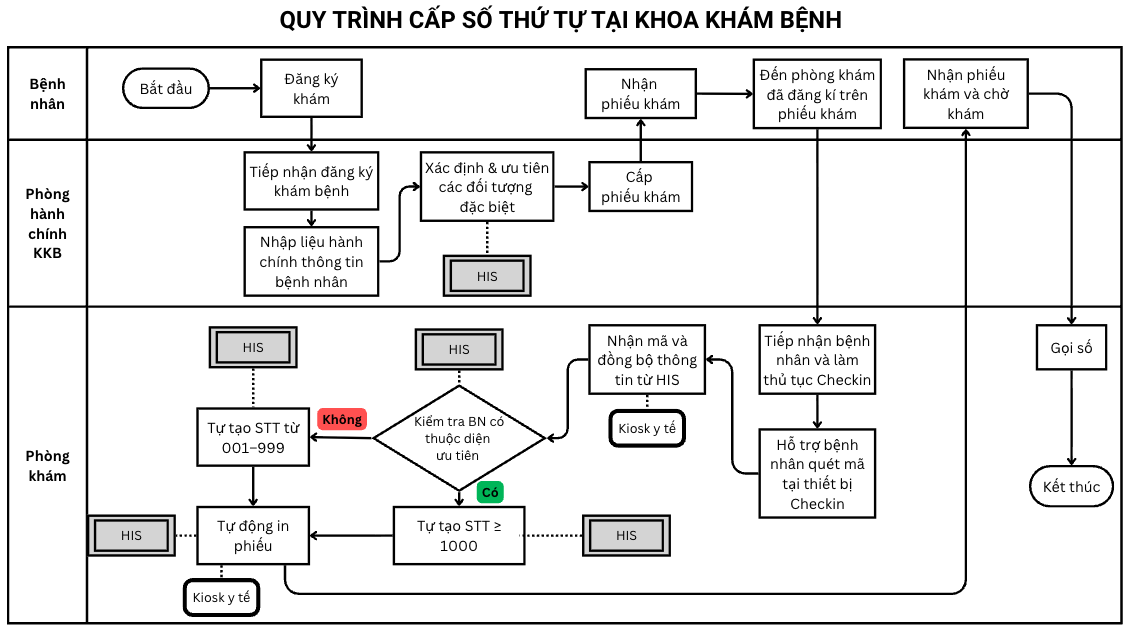 QUY TRÌNH CẤP SỐ THỨ TỰ TẠI KHOA KHÁM BỆNH
Bệnh
nhân
Bắt đầu
Đăng ký
khám
Nhận
phiếu khám
Đến phòng khám
đã đăng kí trên
phiếu khám
Nhận phiếu
khám và chờ
khám
Phòng
hành
chính
KKB
Tiếp nhận đăng ký
khám bệnh
Nhập liệu hành
chính thông tin
bệnh nhân
Xác định & ưu tiên
các đối tượng
đặc biệt
HIS
Cấp
phiếu khám
Phòng
khám
Tiếp nhận bệnh
nhân và làm
thủ tục Checkin
Hỗ trợ bệnh
nhân quét mã
tại thiết bị
Checkin
Nhận mã và
đồng bộ thông
tin từ HIS
Kiosk y tế
HIS
Kiểm tra BN có
thuộc diện
ưu tiên
Không
Có
HIS
Tự tạo STT từ
001–999
Tự tạo STT ≥
1000
HIS
HIS
Tự động in
phiếu
Kiosk y tế
Gọi số
Kết thúc